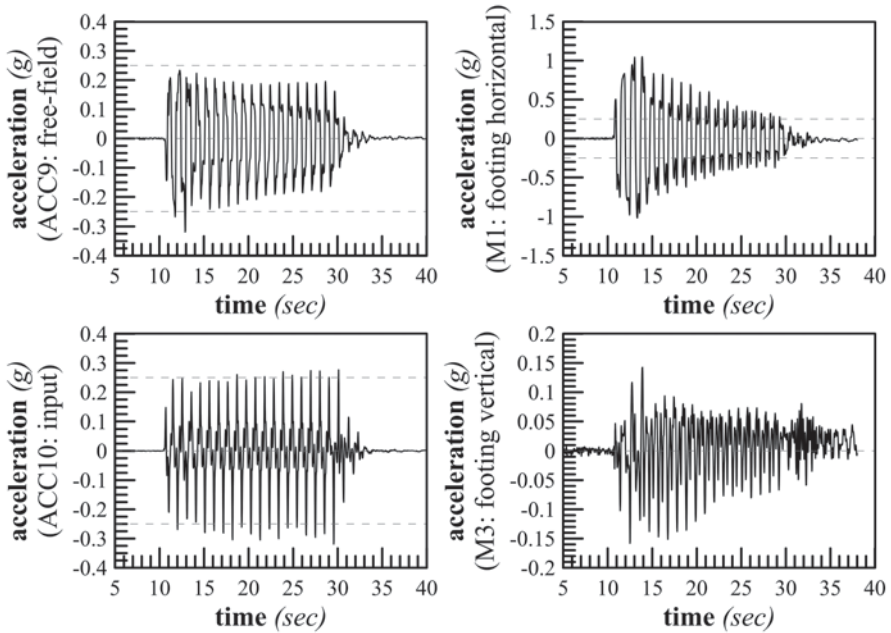 acceleration (g)
(ACC9: free-field)
0.4
0.3
0.2
0.1
0
-0.1
-0.2
-0.3
-0.4
5 10 15 20 25 30 35 40
time (sec)
acceleration (g)
(M1: footing horizontal)
1.5
1
0.5
0
-0.5
-1
-1.5
5 10 15 20 25 30 35 40
time (sec)
acceleration (g)
(ACC10: input)
0.4
0.3
0.2
0.1
0
-0.1
-0.2
-0.3
-0.4
5 10 15 20 25 30 35 40
time (sec)
acceleration (g)
(M3: footing vertical)
0.2
0.15
0.1
0.05
0
-0.05
-0.1
-0.15
-0.2
5 10 15 20 25 30 35 40
time (sec)